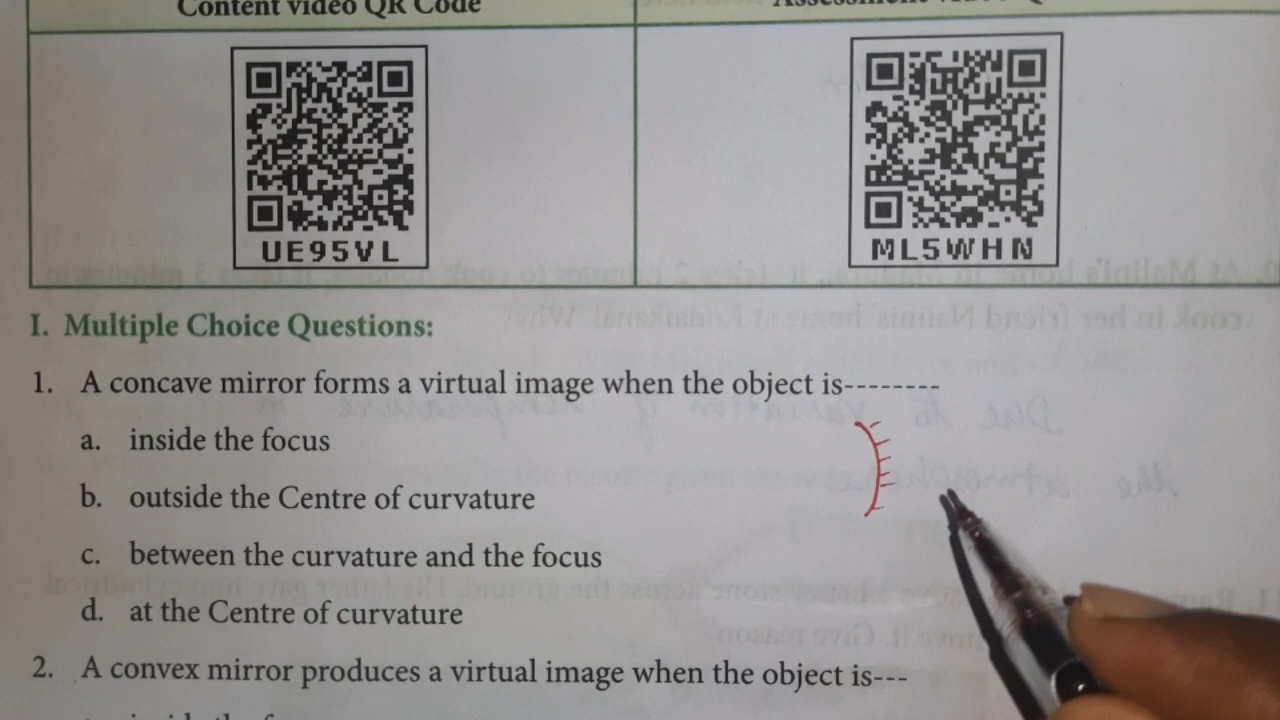 Content video QR Code
UE95VL
ML5WHN
I. Multiple Choice Questions:
1. A concave mirror forms a virtual image when the object is--------
a. inside the focus
b. outside the Centre of curvature
c. between the curvature and the focus
d. at the Centre of curvature
2. A convex mirror produces a virtual image when the object is---